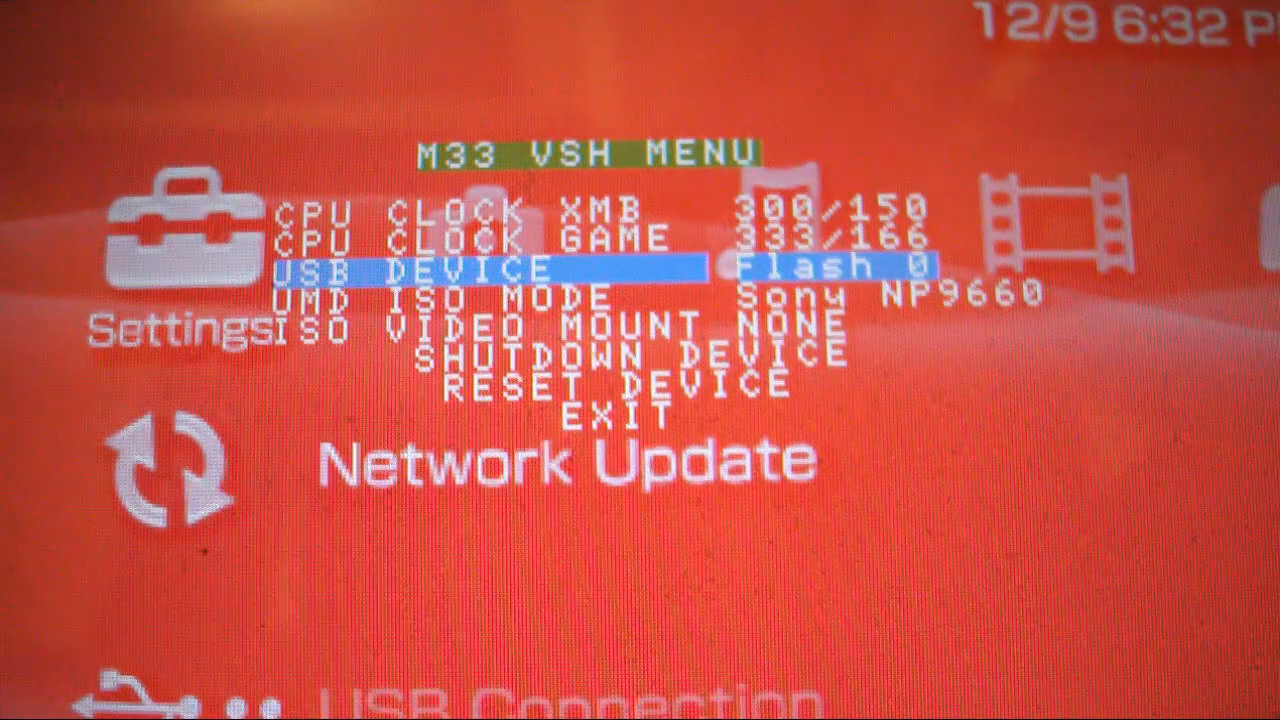 12/9 6:32 P
M33 VSH MENU
CPU CLOCK XMB 300/150
CPU CLOCK GAME 333/166
USB DEVICE Flash 0
UMD ISO MODE Sony NP9660
ISO VIDEO MOUNT NONE
Settings
SHUTDOWN DEVICE
RESET DEVICE
EXIT
Network Update
USB Connection